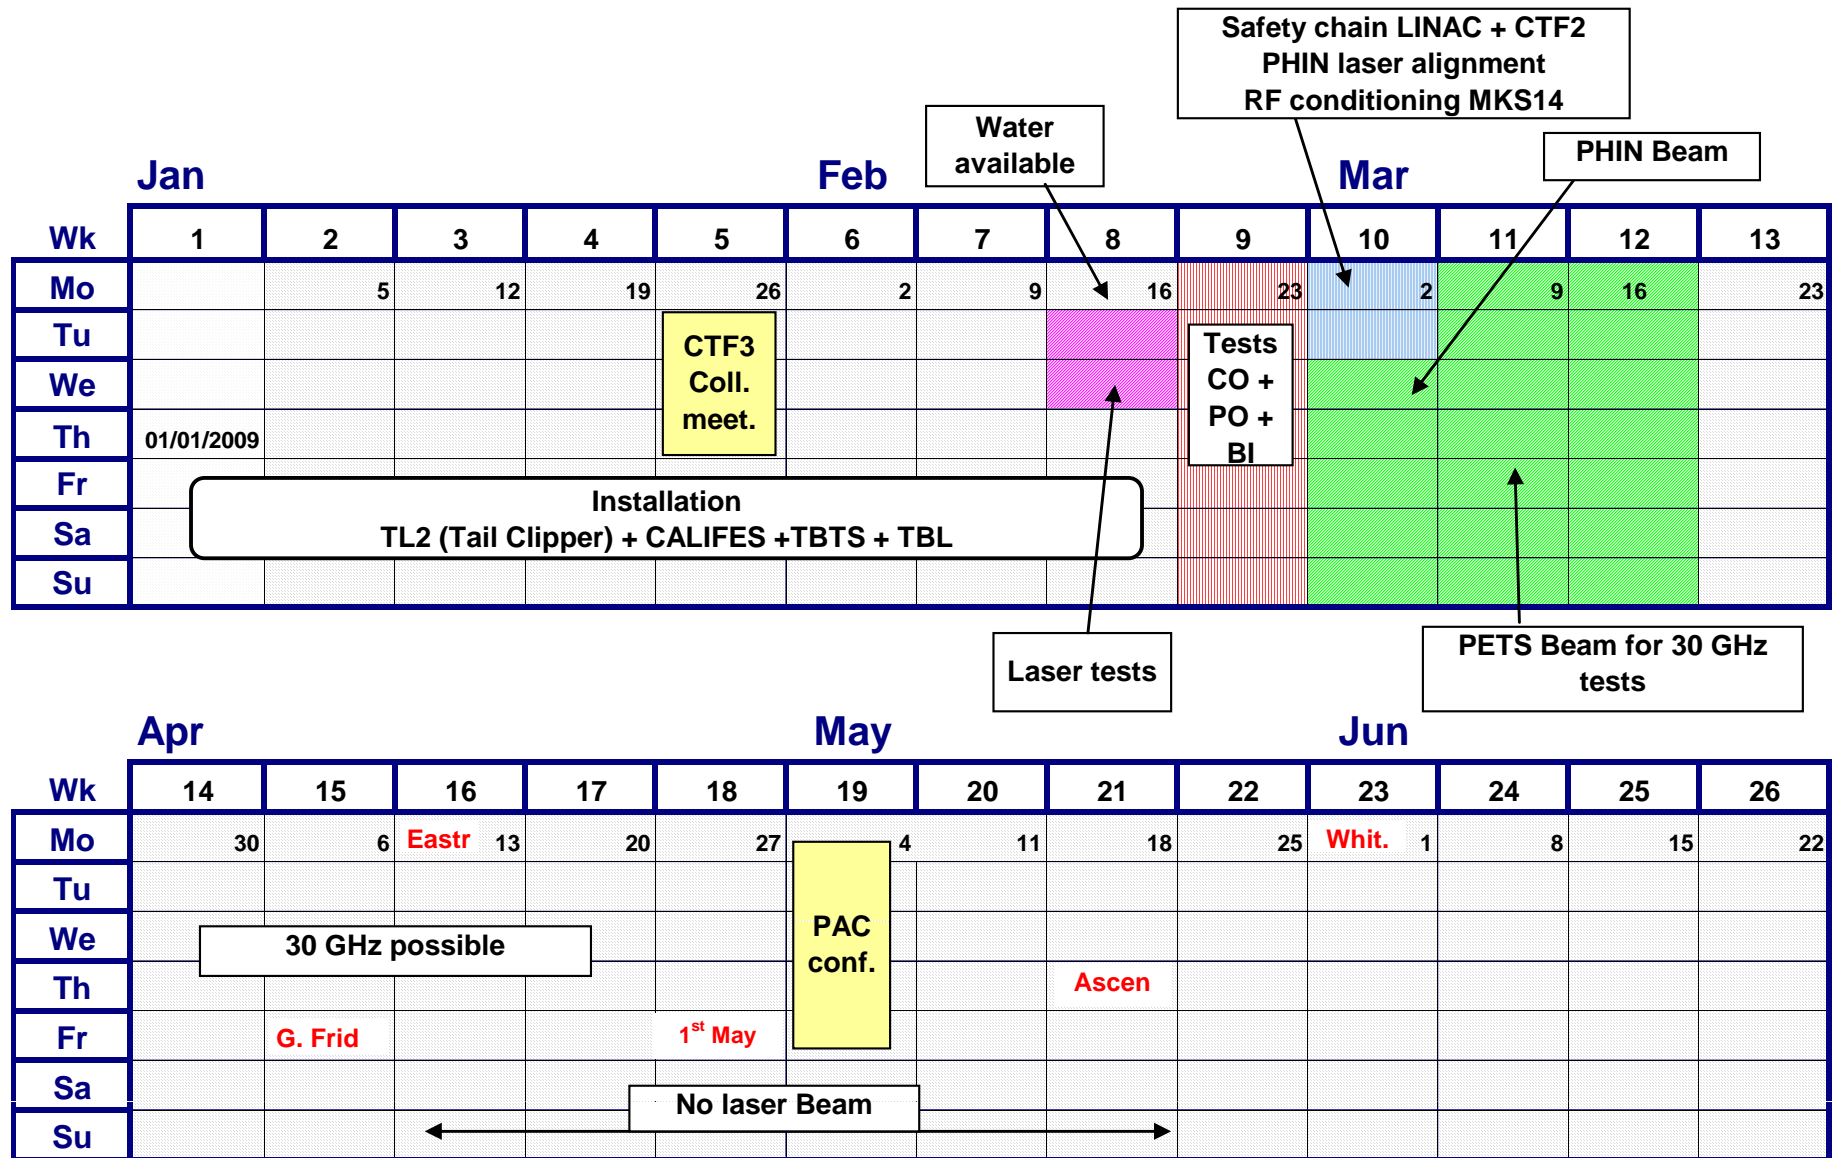 Safety chain LINAC + CTF2
PHIN laser alignment
RF conditioning MKS14
Water
available
PHIN Beam
Jan Feb Mar
Wk 1 2 3 4 5 6 7 8 9 10 11 12 13
Mo 5 12 19 26 2 9 16 23 2 9 16 23
Tu
We
Th 01/01/2009
Fr
Sa
Su
CTF3
Coll.
meet.
Tests
CO +
PO +
BI
Installation
TL2 (Tail Clipper) + CALIFES +TBTS + TBL
Laser tests
PETS Beam for 30 GHz
tests
Apr May Jun
Wk 14 15 16 17 18 19 20 21 22 23 24 25 26
Mo 30 6 Eastr 13 20 27 4 11 18 25 Whit. 1 8 15 22
Tu
We
Th Ascen
Fr G. Frid 1st May
Sa
Su
30 GHz possible
PAC
conf.
No laser Beam